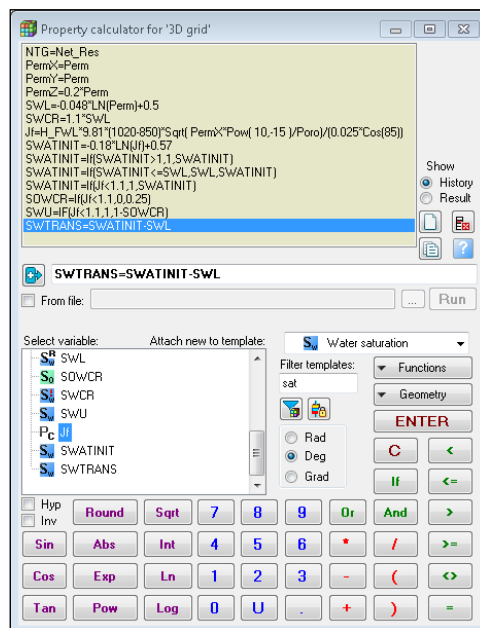 Property calculator for '3D grid'
NTG=Net_Res
PermX=Perm
PermY=Perm
PermZ=0.2*Perm
SWL=-0.048*LN(Perm)+0.5
SWCR=1.1*SWL
Jf=H_FWL*9.81*(1020-850)*Sqrt( PermX*Pow( 10,-15 )/Poro)/(0.025*Cos(85))
SWATINIT=-0.18*LN(Jf)+0.57
SWATINIT=If(SWATINIT>1,1,SWATINIT)
SWATINIT=If(SWATINIT<=SWL,SWL,SWATINIT)
SWATINIT=If(Jf<1.1,1,SWATINIT)
SOWCR=If(Jf<1.1,0,0.25)
SWU=IF(Jf<1.1,1,1-SOWCR)
SWTRANS=SWATINIT-SWL
Show
History
Result
SWTRANS=SWATINIT-SWL
From file:
...
Run
Select variable:
Attach new to template:
Sw Water saturation
SWL
SOWCR
SWCR
SWU
Pc Jf
SWATINIT
SWTRANS
Filter templates:
sat
Rad
Deg
Grad
Functions
Geometry
ENTER
C <
If <=
Hyp
Inv
Round Sqrt 7 8 9 Or And >
Sin Abs Int 4 5 6 * / >=
Cos Exp Ln 1 2 3 - ( <>
Tan Pow Log 0 U . + ) =